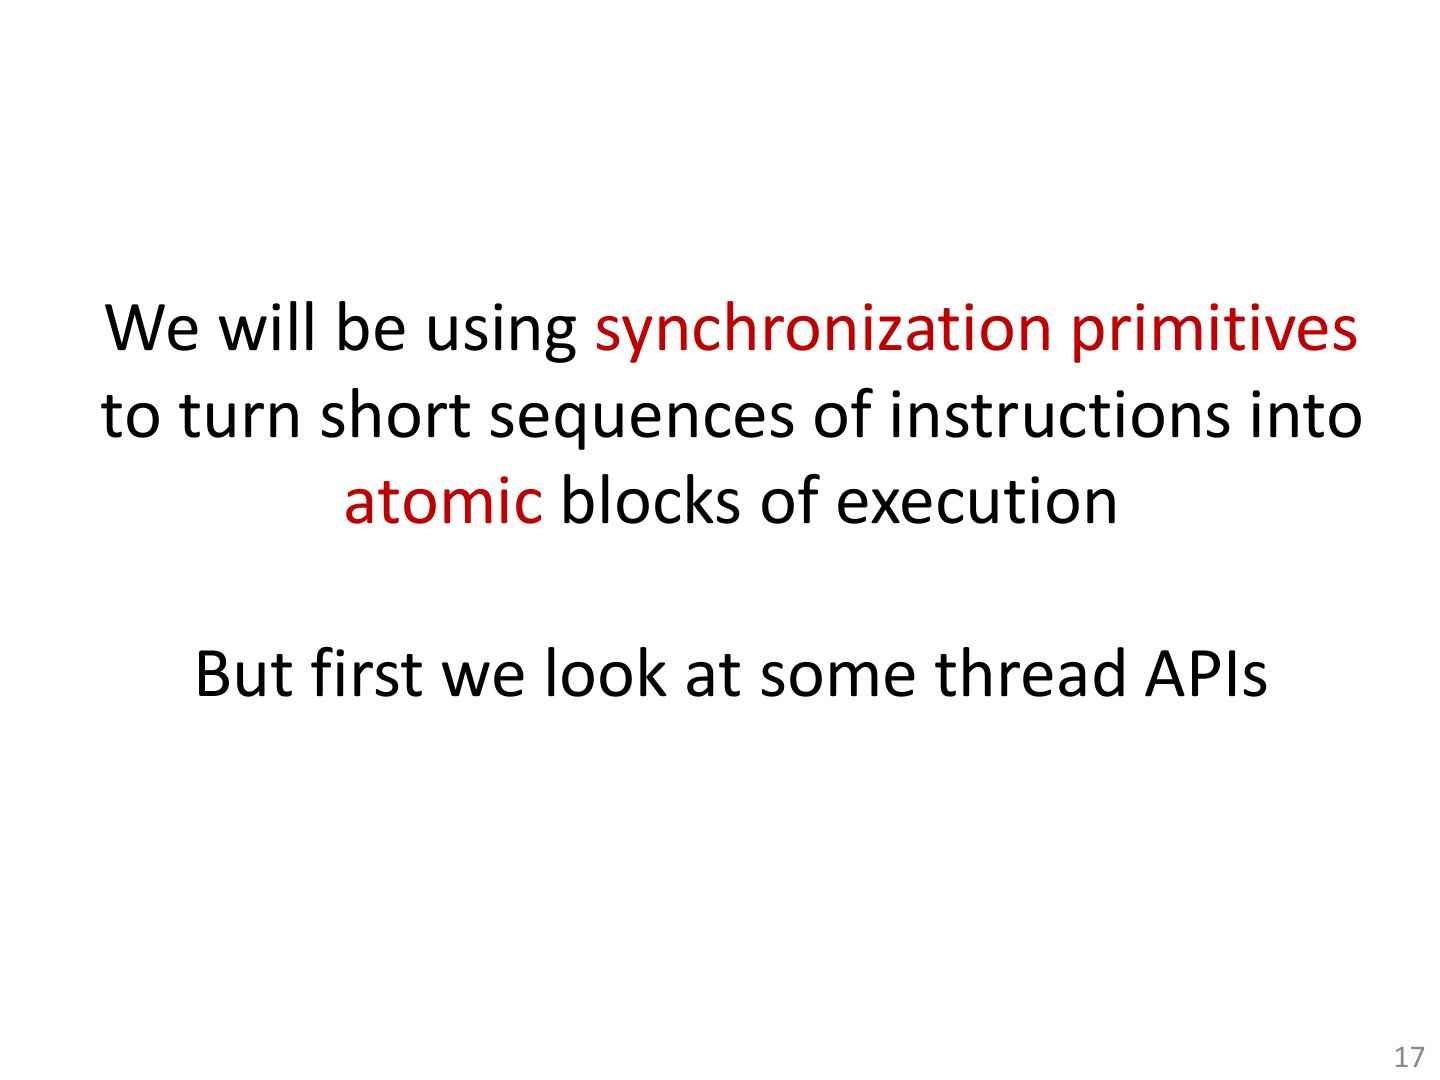 We will be using synchronization primitives
to turn short sequences of instructions into
atomic blocks of execution
But first we look at some thread APIs
17